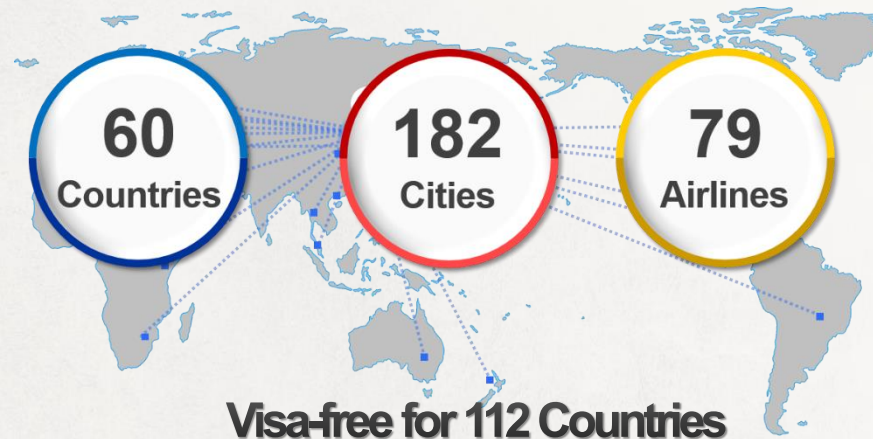 60
Countries
182
Cities
79
Airlines
Visa-free for 112 Countries